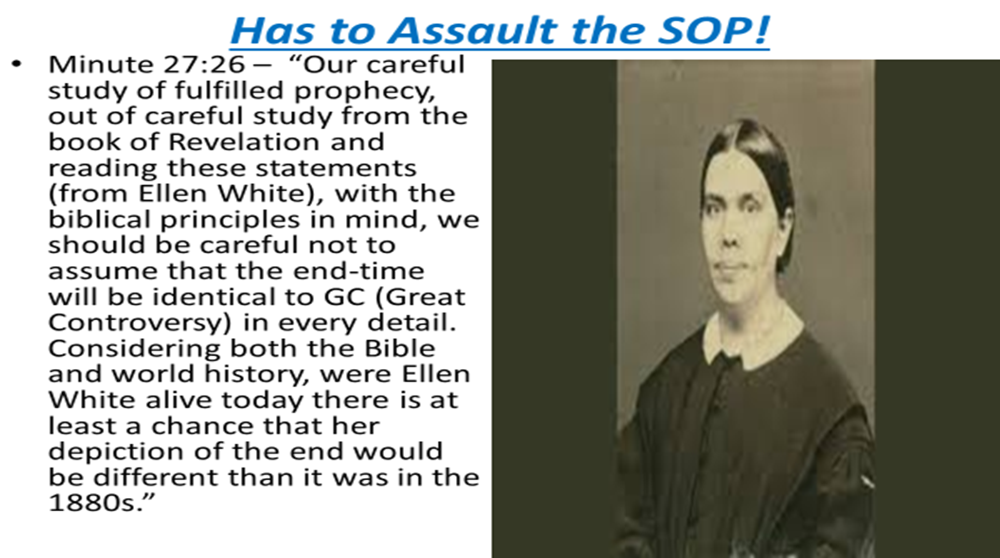 Has to Assault the SOP!
• Minute 27:26 – “Our careful
study of fulfilled prophecy,
out of careful study from the
book of Revelation and
reading these statements
(from Ellen White), with the
biblical principles in mind, we
should be careful not to
assume that the end-time
will be identical to GC (Great
Controversy) in every detail.
Considering both the Bible
and world history, were Ellen
White alive today there is at
least a chance that her
depiction of the end would
be different than it was in the
1880s.”